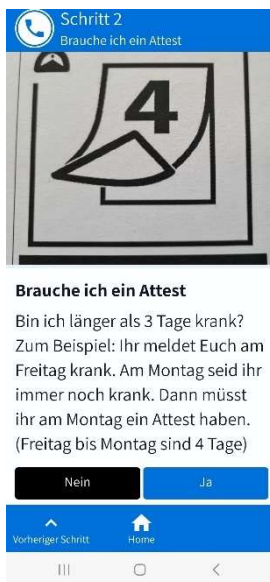 Schritt 2
Brauche ich ein Attest
4
Brauche ich ein Attest
Bin ich länger als 3 Tage krank?
Zum Beispiel: Ihr meldet Euch am
Freitag krank. Am Montag seid ihr
immer noch krank. Dann müsst
ihr am Montag ein Attest haben.
(Freitag bis Montag sind 4 Tage)
Nein
Ja
Vorheriger Schritt
Home